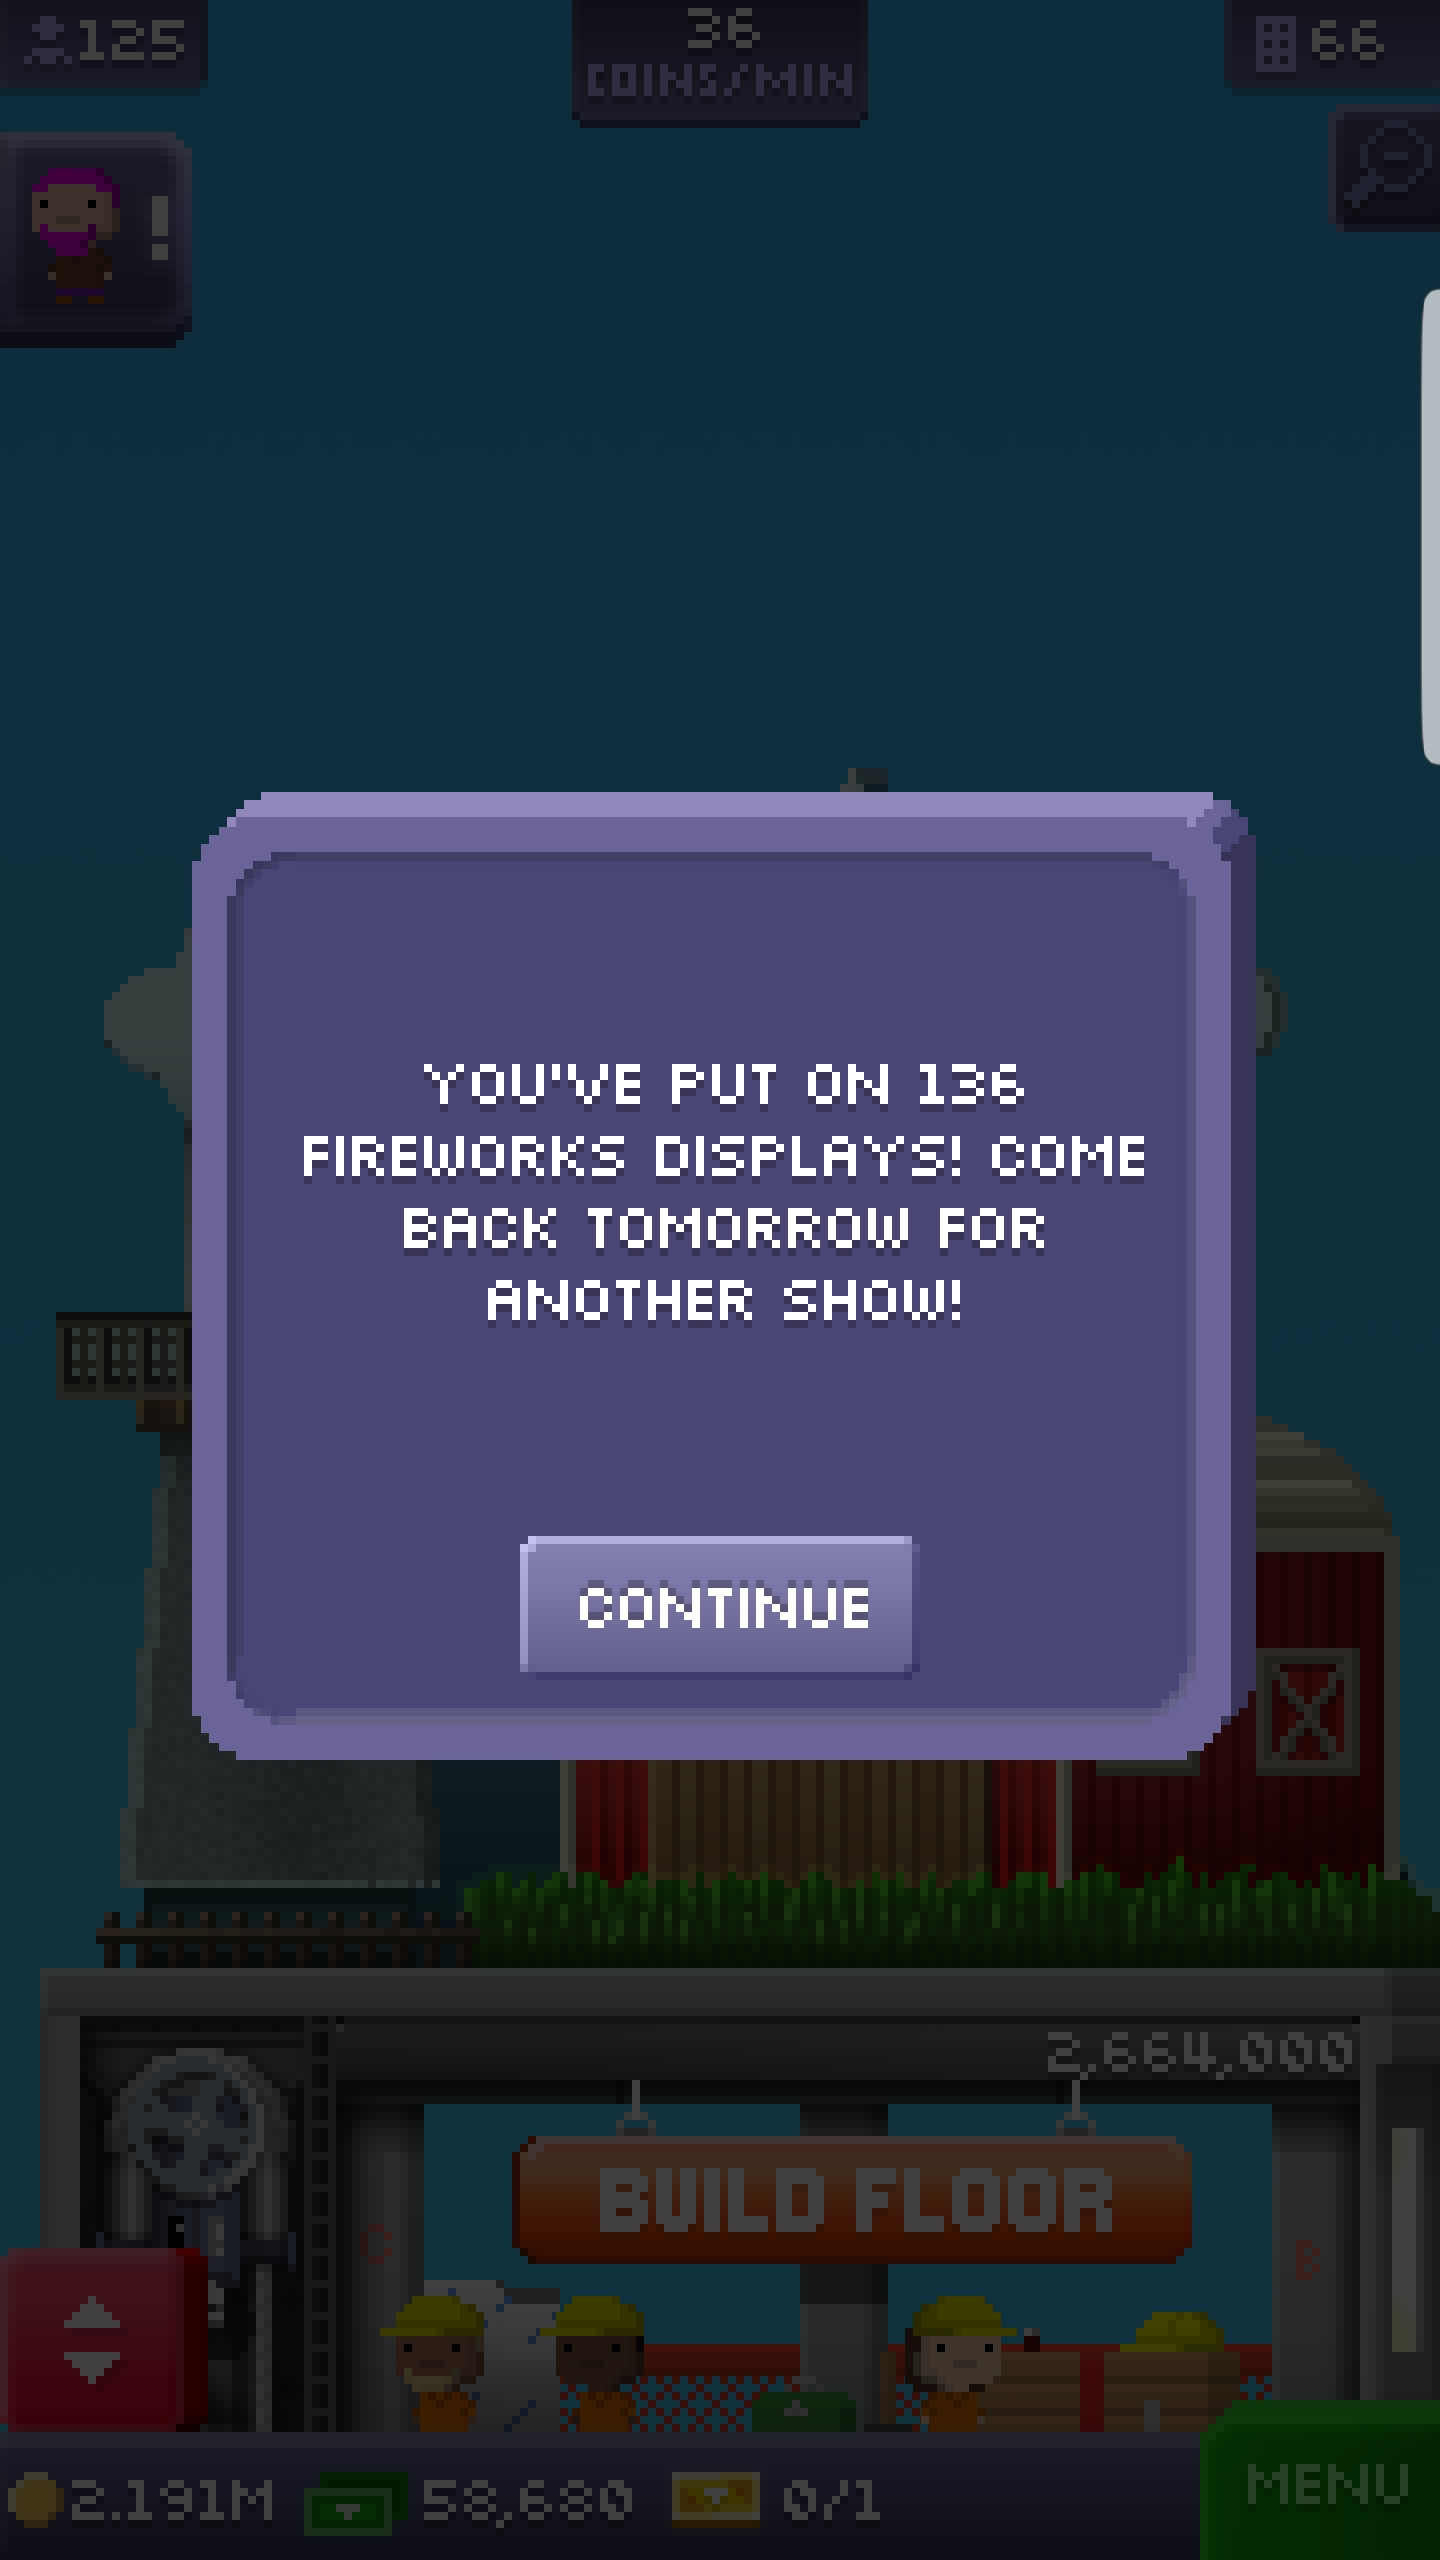 125
36
COINS/MIN
66
!
YOU'VE PUT ON 136
FIREWORKS DISPLAYS! COME
BACK TOMORROW FOR
ANOTHER SHOW!
CONTINUE
2,664,000
BUILD FLOOR
C
B
2.191M
58,680
0/1
MENU